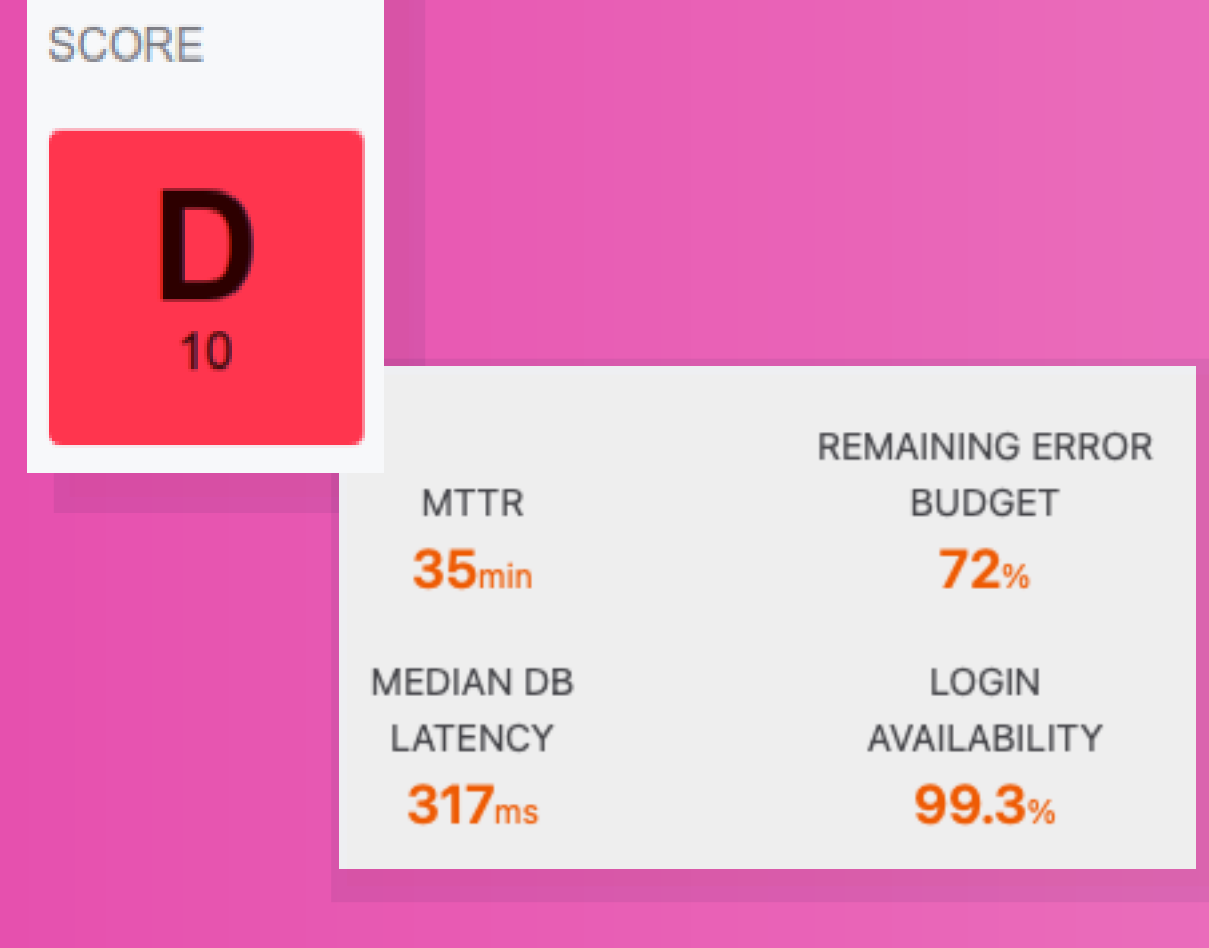 SCORE
D
10
MTTR
35min
REMAINING ERROR
BUDGET
72%
MEDIAN DB
LATENCY
317ms
LOGIN
AVAILABILITY
99.3%